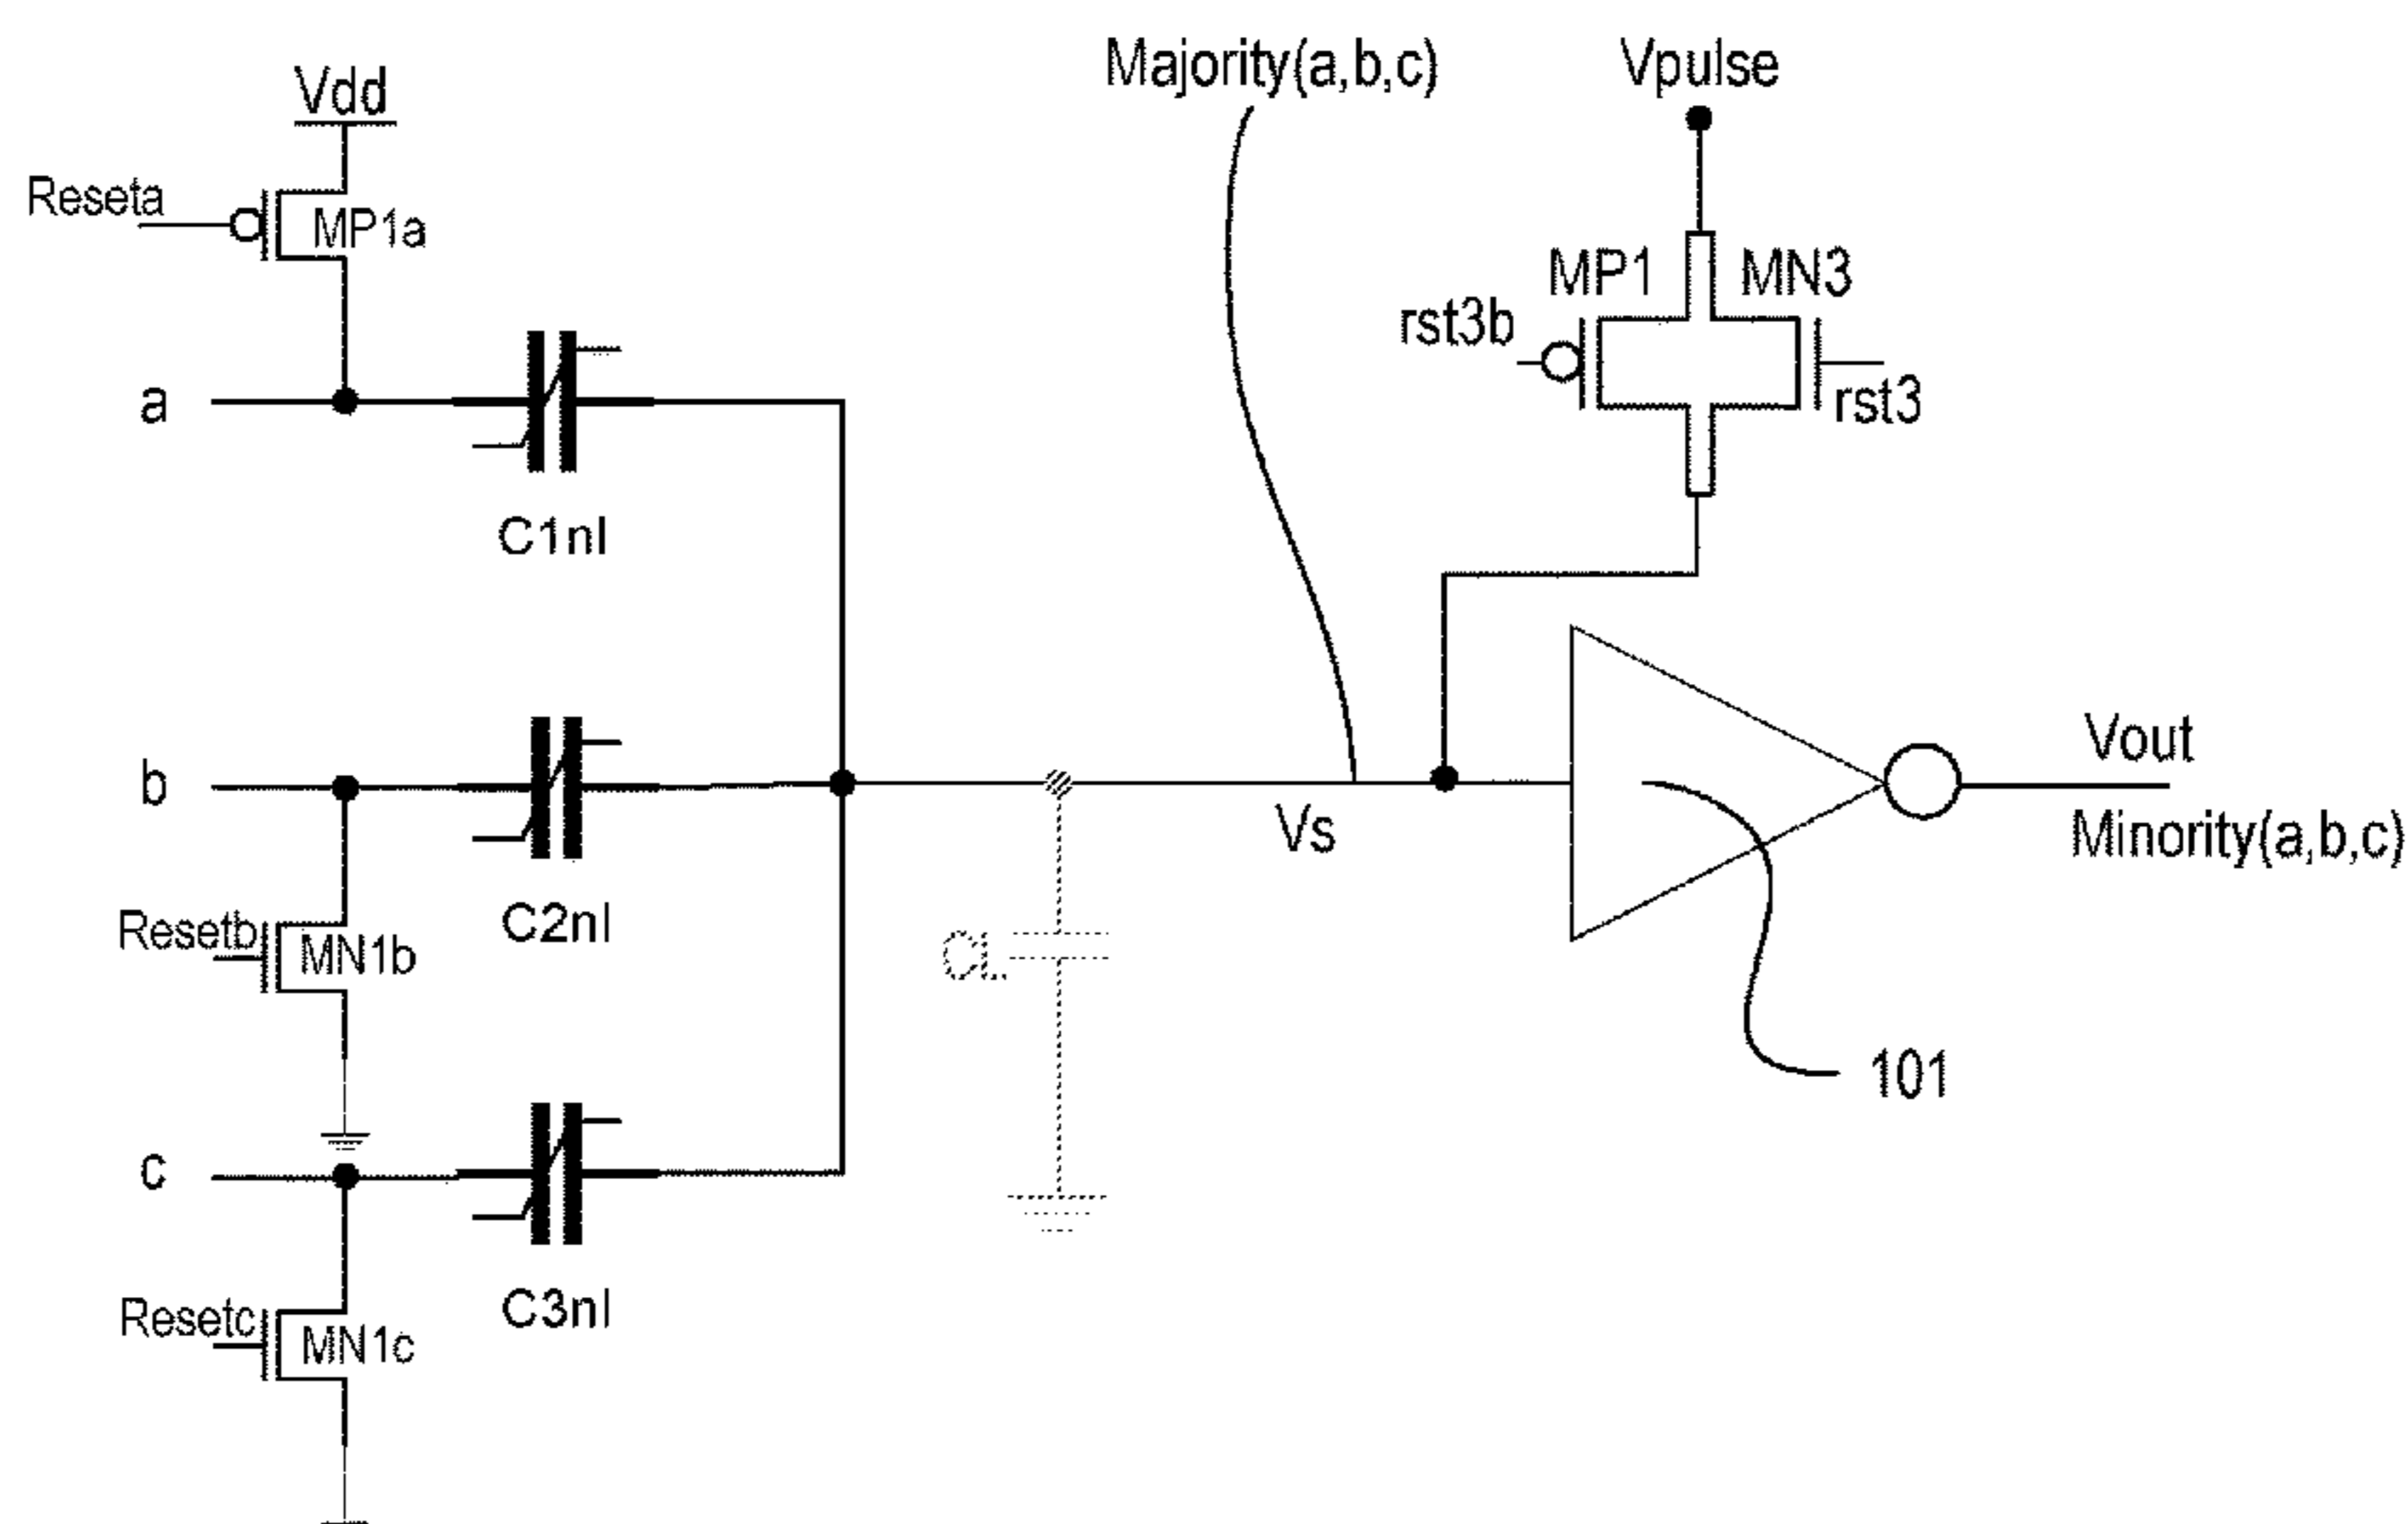 Majority(a,b,c)
Vpulse
Vdd
Reseta
MP1a
MP1
MN3
rst3b
rst3
a
C1nl
b
Vs
Vout
Minority(a,b,c)
Resetb
MN1b
C2nl
CL
101
c
Resetc
MN1c
C3nl